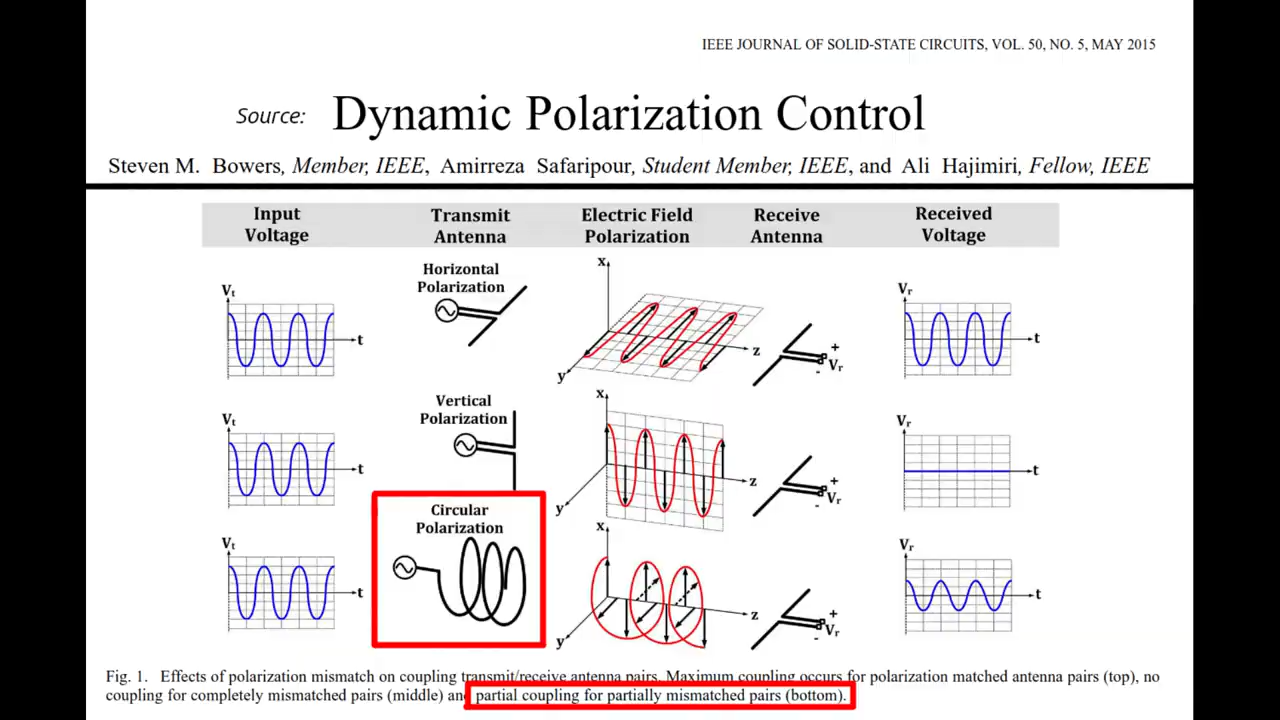 IEEE JOURNAL OF SOLID-STATE CIRCUITS, VOL. 50, NO. 5, MAY 2015
Source: Dynamic Polarization Control
Steven M. Bowers, Member, IEEE, Amirreza Safaripour, Student Member, IEEE, and Ali Hajimiri, Fellow, IEEE
Input Voltage
Transmit Antenna
Electric Field Polarization
Receive Antenna
Received Voltage
Horizontal
Polarization
Vt
t
x
y
z
+
Vr
-
Vr
t
Vertical
Polarization
Vt
t
x
y
z
+
Vr
-
Vr
t
Circular
Polarization
Vt
t
x
y
z
+
Vr
-
Vr
t
Fig. 1. Effects of polarization mismatch on coupling transmit/receive antenna pairs. Maximum coupling occurs for polarization matched antenna pairs (top), no
coupling for completely mismatched pairs (middle) and partial coupling for partially mismatched pairs (bottom).